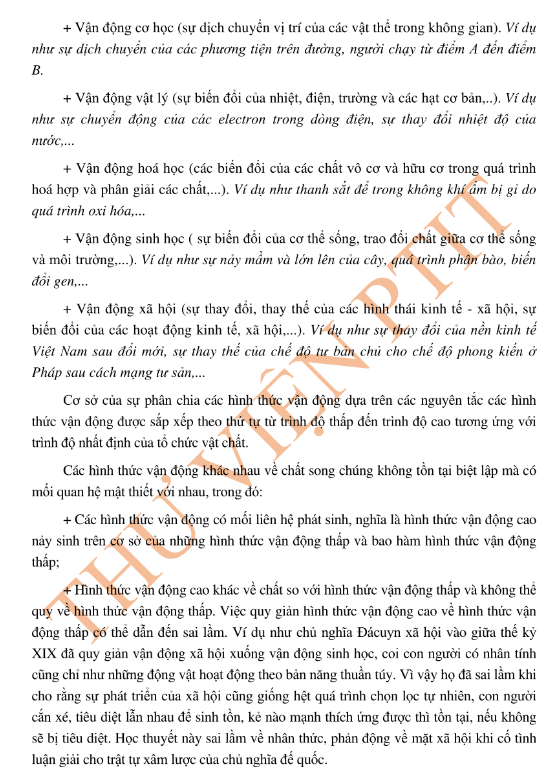 + Vận động cơ học (sự dịch chuyển vị trí của các vật thể trong không gian). Ví dụ
như sự dịch chuyển của các phương tiện trên đường, người chạy từ điểm A đến điểm
B.
+ Vận động vật lý (sự biến đổi của nhiệt, điện, trường và các hạt cơ bản,..). Ví dụ
như sự chuyển động của các electron trong dòng điện, sự thay đổi nhiệt độ của
nước,...
+ Vận động hoá học (các biến đổi của các chất vô cơ và hữu cơ trong quá trình
hoá hợp và phân giải các chất,...). Ví dụ như thanh sắt để trong không khí ẩm bị gỉ do
quá trình oxi hóa,...
+ Vận động sinh học ( sự biến đổi của cơ thể sống, trao đổi chất giữa cơ thể sống
và môi trường,...). Ví dụ như sự nảy mầm và lớn lên của cây, quá trình phân bào, biến
đổi gen,...
+ Vận động xã hội (sự thay đổi, thay thế của các hình thái kinh tế - xã hội, sự
biến đổi của các hoạt động kinh tế, xã hội,...). Ví dụ như sự thay đổi của nền kinh tế
Việt Nam sau đổi mới, sự thay thế của chế độ tư bản chủ cho chế độ phong kiến ở
Pháp sau cách mạng tư sản,...
Cơ sở của sự phân chia các hình thức vận động dựa trên các nguyên tắc các hình
thức vận động được sắp xếp theo thứ tự từ trình độ thấp đến trình độ cao tương ứng với
trình độ nhất định của tổ chức vật chất.
Các hình thức vận động khác nhau về chất song chúng không tồn tại biệt lập mà có
mối quan hệ mật thiết với nhau, trong đó:
+ Các hình thức vận động có mối liên hệ phát sinh, nghĩa là hình thức vận động cao
nảy sinh trên cơ sở của những hình thức vận động thấp và bao hàm hình thức vận động
thấp;
+ Hình thức vận động cao khác về chất so với hình thức vận động thấp và không thể
quy về hình thức vận động thấp. Việc quy giản hình thức vận động cao về hình thức vận
động thấp có thể dẫn đến sai lầm. Ví dụ như chủ nghĩa Đácuyn xã hội vào giữa thế kỷ
XIX đã quy giản vận động xã hội xuống vận động sinh học, coi con người có nhân tính
cũng chỉ như những động vật hoạt động theo bản năng thuần túy. Vì vậy họ đã sai lầm khi
cho rằng sự phát triển của xã hội cũng giống hệt quá trình chọn lọc tự nhiên, con người
cắn xé, tiêu diệt lẫn nhau để sinh tồn, kẻ nào mạnh thích ứng được thì tồn tại, nếu không
sẽ bị tiêu diệt. Học thuyết này sai lầm về nhân thức, phản động về mặt xã hội khi cố tình
luận giải cho trật tự xâm lược của chủ nghĩa đế quốc.
THƯ VIỆN PTIT